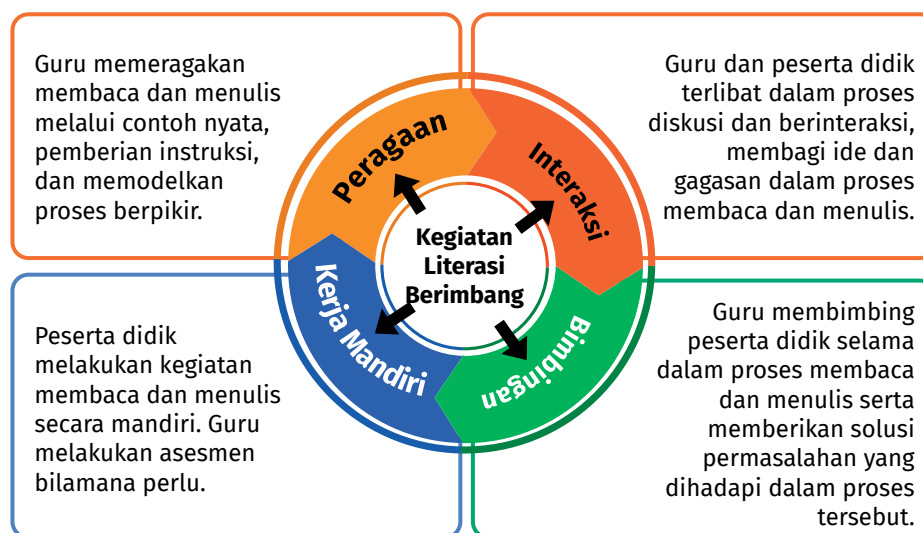 Guru memeragakan
membaca dan menulis
melalui contoh nyata,
pemberian instruksi,
dan memodelkan
proses berpikir.
Peragaan
Interaksi
Guru dan peserta didik
terlibat dalam proses
diskusi dan berinteraksi,
membagi ide dan
gagasan dalam proses
membaca dan menulis.
Kegiatan
Literasi
Berimbang
Peserta didik
melakukan kegiatan
membaca dan menulis
secara mandiri. Guru
melakukan asesmen
bilamana perlu.
Kerja Mandiri
Bimbingan
Guru membimbing
peserta didik selama
dalam proses membaca
dan menulis serta
memberikan solusi
permasalahan yang
dihadapi dalam proses
tersebut.